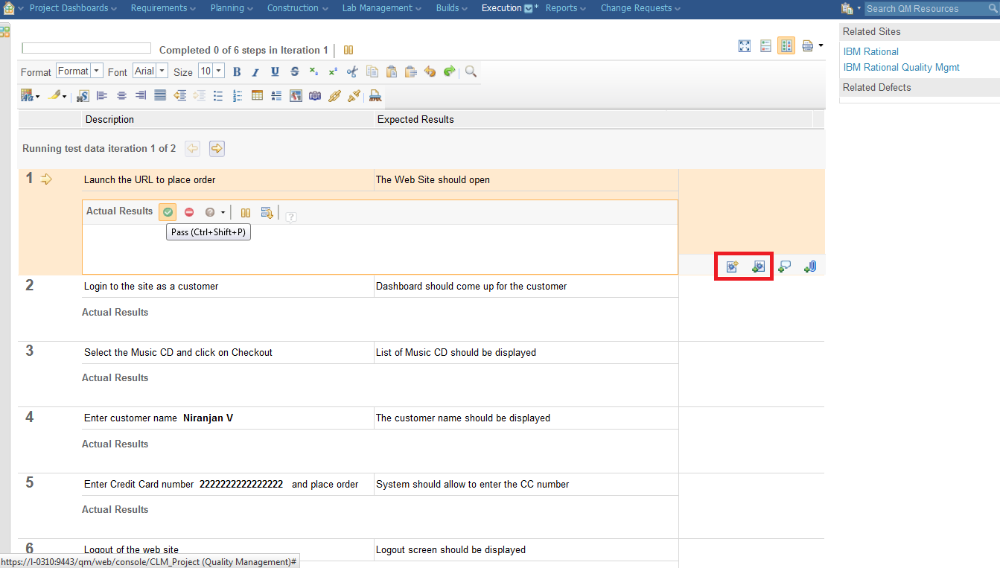 Project Dashboards Requirements Planning Construction Lab Management Builds Execution * Reports Change Requests Search QM Resources
Completed 0 of 6 steps in Iteration 1
Related Sites
IBM Rational
IBM Rational Quality Mgmt
Related Defects
Format Format Font Arial Size 10 B I U S
Description Expected Results
Running test data iteration 1 of 2
1 Launch the URL to place order The Web Site should open
Actual Results
Pass (Ctrl+Shift+P)
2 Login to the site as a customer Dashboard should come up for the customer
Actual Results
3 Select the Music CD and click on Checkout List of Music CD should be displayed
Actual Results
4 Enter customer name Niranjan V The customer name should be displayed
Actual Results
5 Enter Credit Card number 2222222222222222 and place order System should allow to enter the CC number
Actual Results
6 Logout of the web site Logout screen should be displayed
https://l-0310:9443/qm/web/console/CLM_Project (Quality Management)#